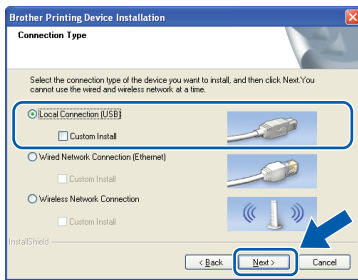 Brother Printing Device Installation
Connection Type
Select the connection type of the device you want to install, and then click Next.You
cannot use the wired and wireless network at a time.
Local Connection (USB)
Custom Install
Wired Network Connection (Ethernet)
Custom Install
Wireless Network Connection
Custom Install
InstallShield
< Back
Next >
Cancel